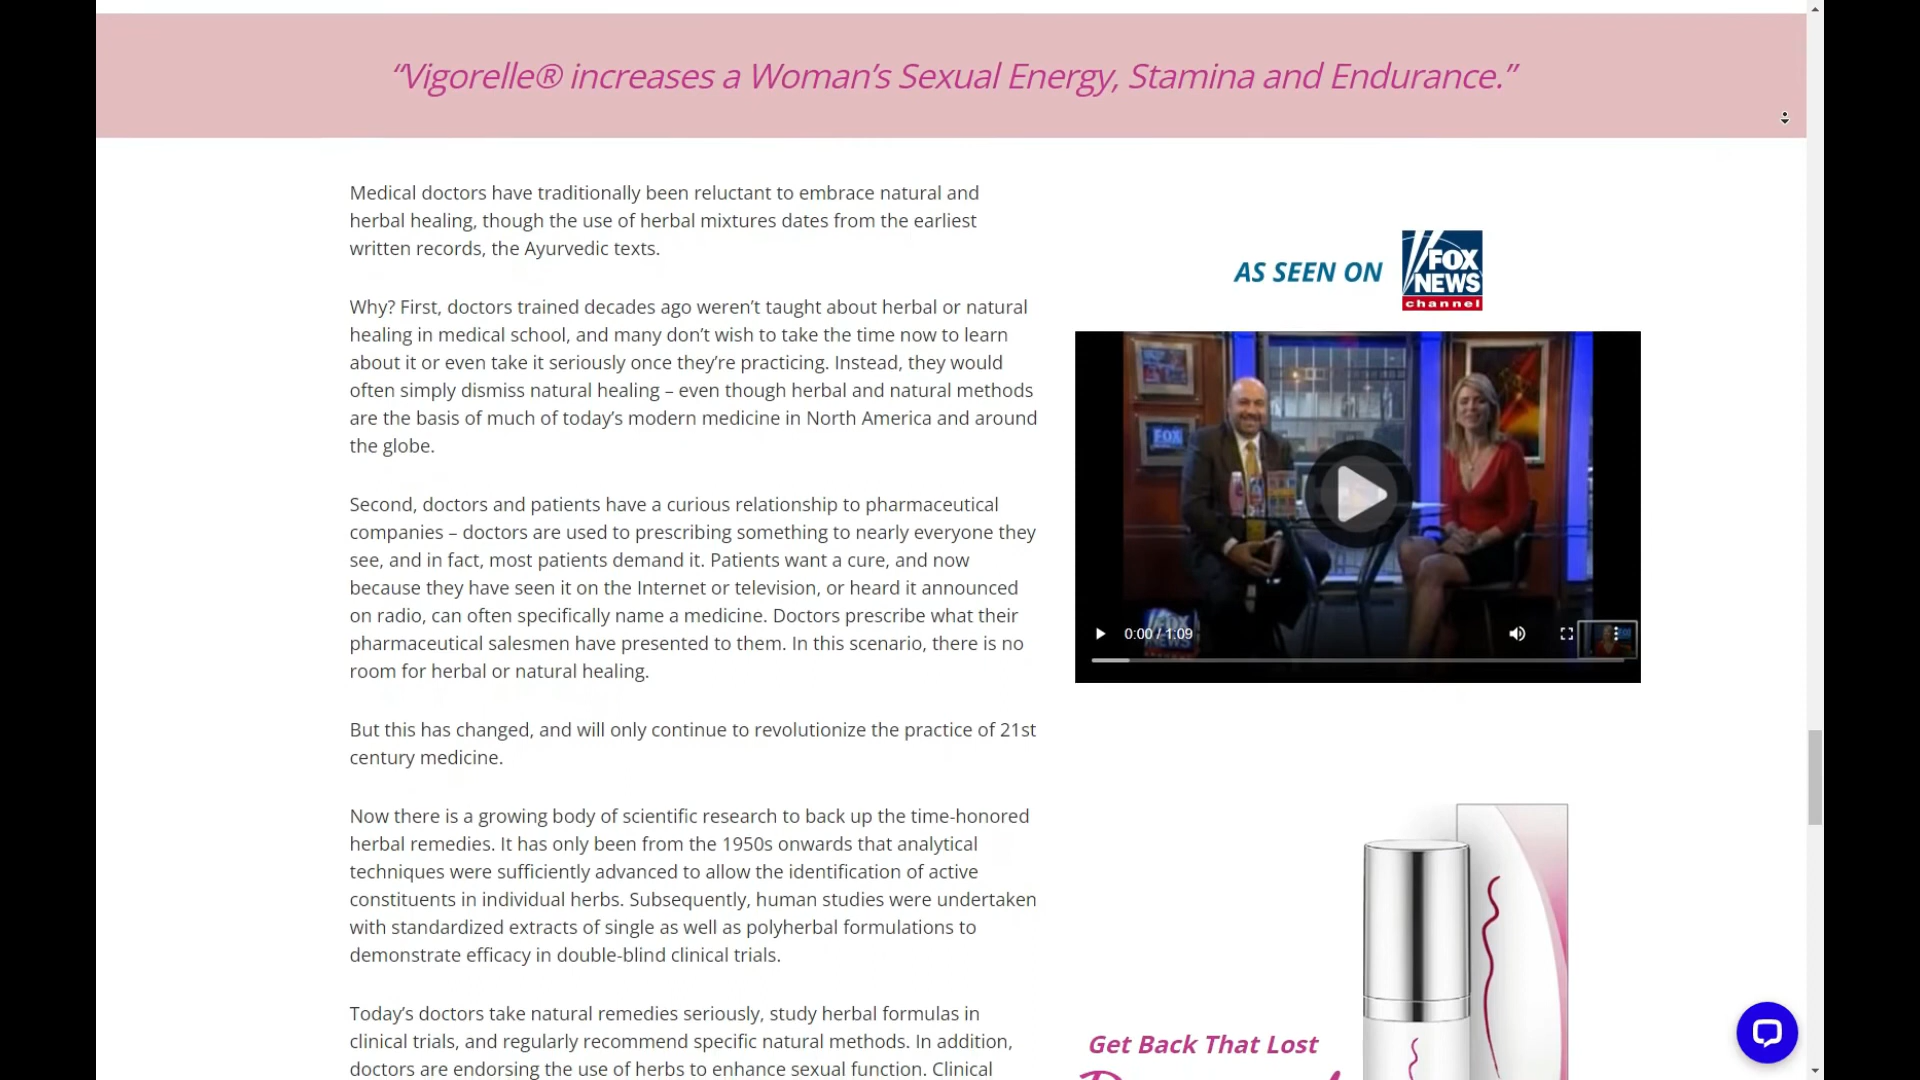 “Vigorelle® increases a Woman’s Sexual Energy, Stamina and Endurance.”
Medical doctors have traditionally been reluctant to embrace natural and
herbal healing, though the use of herbal mixtures dates from the earliest
written records, the Ayurvedic texts.
Why? First, doctors trained decades ago weren’t taught about herbal or natural
healing in medical school, and many don’t wish to take the time now to learn
about it or even take it seriously once they’re practicing. Instead, they would
often simply dismiss natural healing – even though herbal and natural methods
are the basis of much of today’s modern medicine in North America and around
the globe.
Second, doctors and patients have a curious relationship to pharmaceutical
companies – doctors are used to prescribing something to nearly everyone they
see, and in fact, most patients demand it. Patients want a cure, and now
because they have seen it on the Internet or television, or heard it announced
on radio, can often specifically name a medicine. Doctors prescribe what their
pharmaceutical salesmen have presented to them. In this scenario, there is no
room for herbal or natural healing.
But this has changed, and will only continue to revolutionize the practice of 21st
century medicine.
Now there is a growing body of scientific research to back up the time-honored
herbal remedies. It has only been from the 1950s onwards that analytical
techniques were sufficiently advanced to allow the identification of active
constituents in individual herbs. Subsequently, human studies were undertaken
with standardized extracts of single as well as polyherbal formulations to
demonstrate efficacy in double-blind clinical trials.
Today’s doctors take natural remedies seriously, study herbal formulas in
clinical trials, and regularly recommend specific natural methods. In addition,
doctors are endorsing the use of herbs to enhance sexual function. Clinical
AS SEEN ON
FOX
NEWS
channel
FOX
0:00 / 1:09
FOX
NEWS
Get Back That Lost